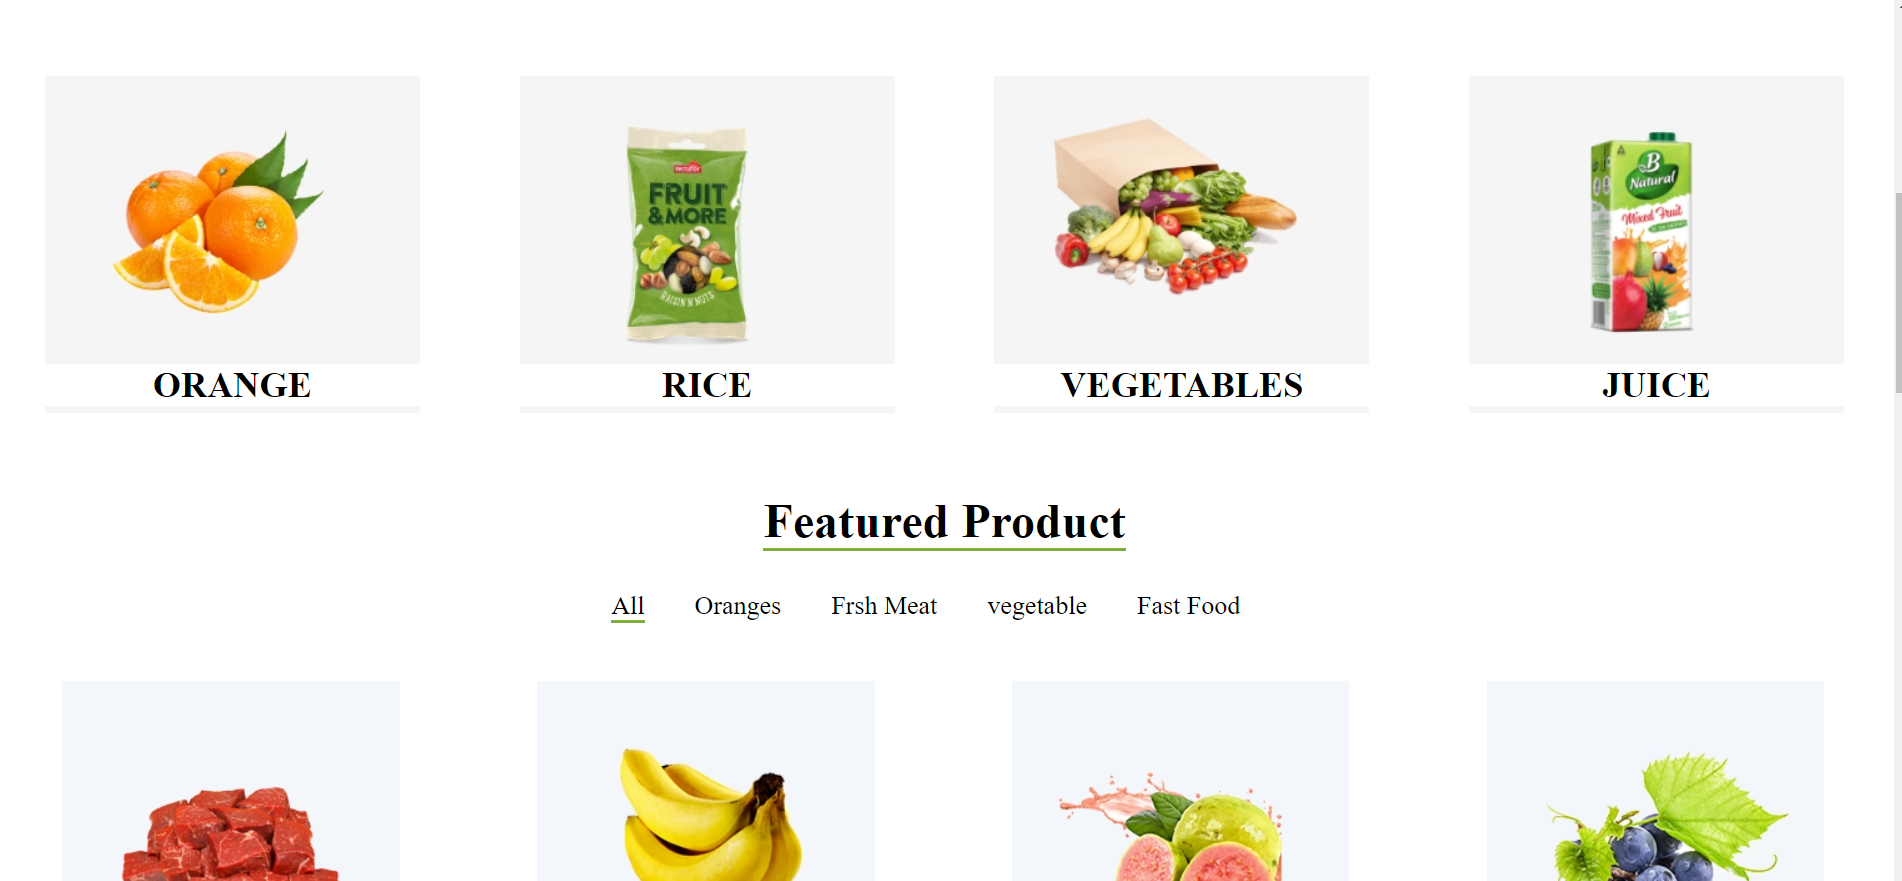 FRUIT
& MORE
RAISIN'N NUTS
B
Natural
Mixed Fruit
ORANGE RICE VEGETABLES JUICE
Featured Product
All Oranges Frsh Meat vegetable Fast Food